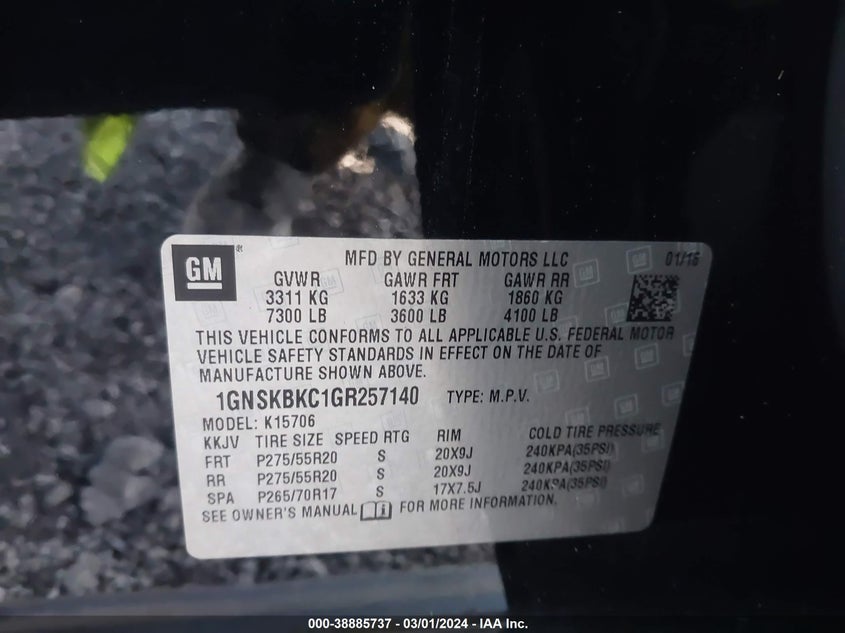 GM
MFD BY GENERAL MOTORS LLC 01/16
GVWR GAWR FRT GAWR RR
3311 KG 1633 KG 1860 KG
7300 LB 3600 LB 4100 LB
THIS VEHICLE CONFORMS TO ALL APPLICABLE U.S. FEDERAL MOTOR
VEHICLE SAFETY STANDARDS IN EFFECT ON THE DATE OF
MANUFACTURE SHOWN ABOVE.
1GNSKBKC1GR257140 TYPE: M.P.V.
MODEL: K15706
KKJV TIRE SIZE SPEED RTG RIM COLD TIRE PRESSURE
FRT P275/55R20 S 20X9J 240KPA(35PSI)
RR P275/55R20 S 20X9J 240KPA(35PSI)
SPA P265/70R17 S 17X7.5J 240KPA(35PSI)
SEE OWNER'S MANUAL FOR MORE INFORMATION.
000-38885737 - 03/01/2024 - IAA Inc.